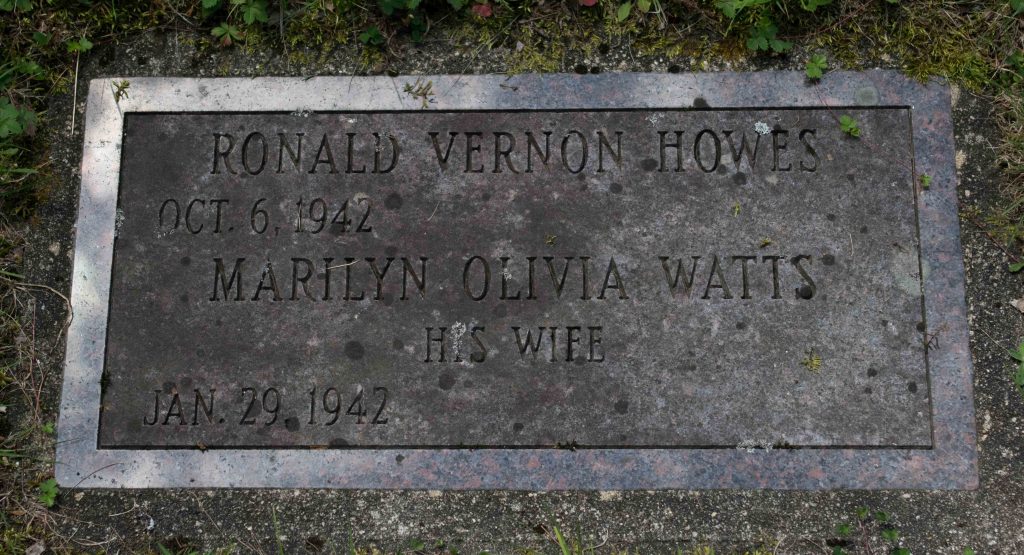 RONALD VERNON HOWES
OCT. 6, 1942
MARILYN OLIVIA WATTS
HIS WIFE
JAN. 29, 1942